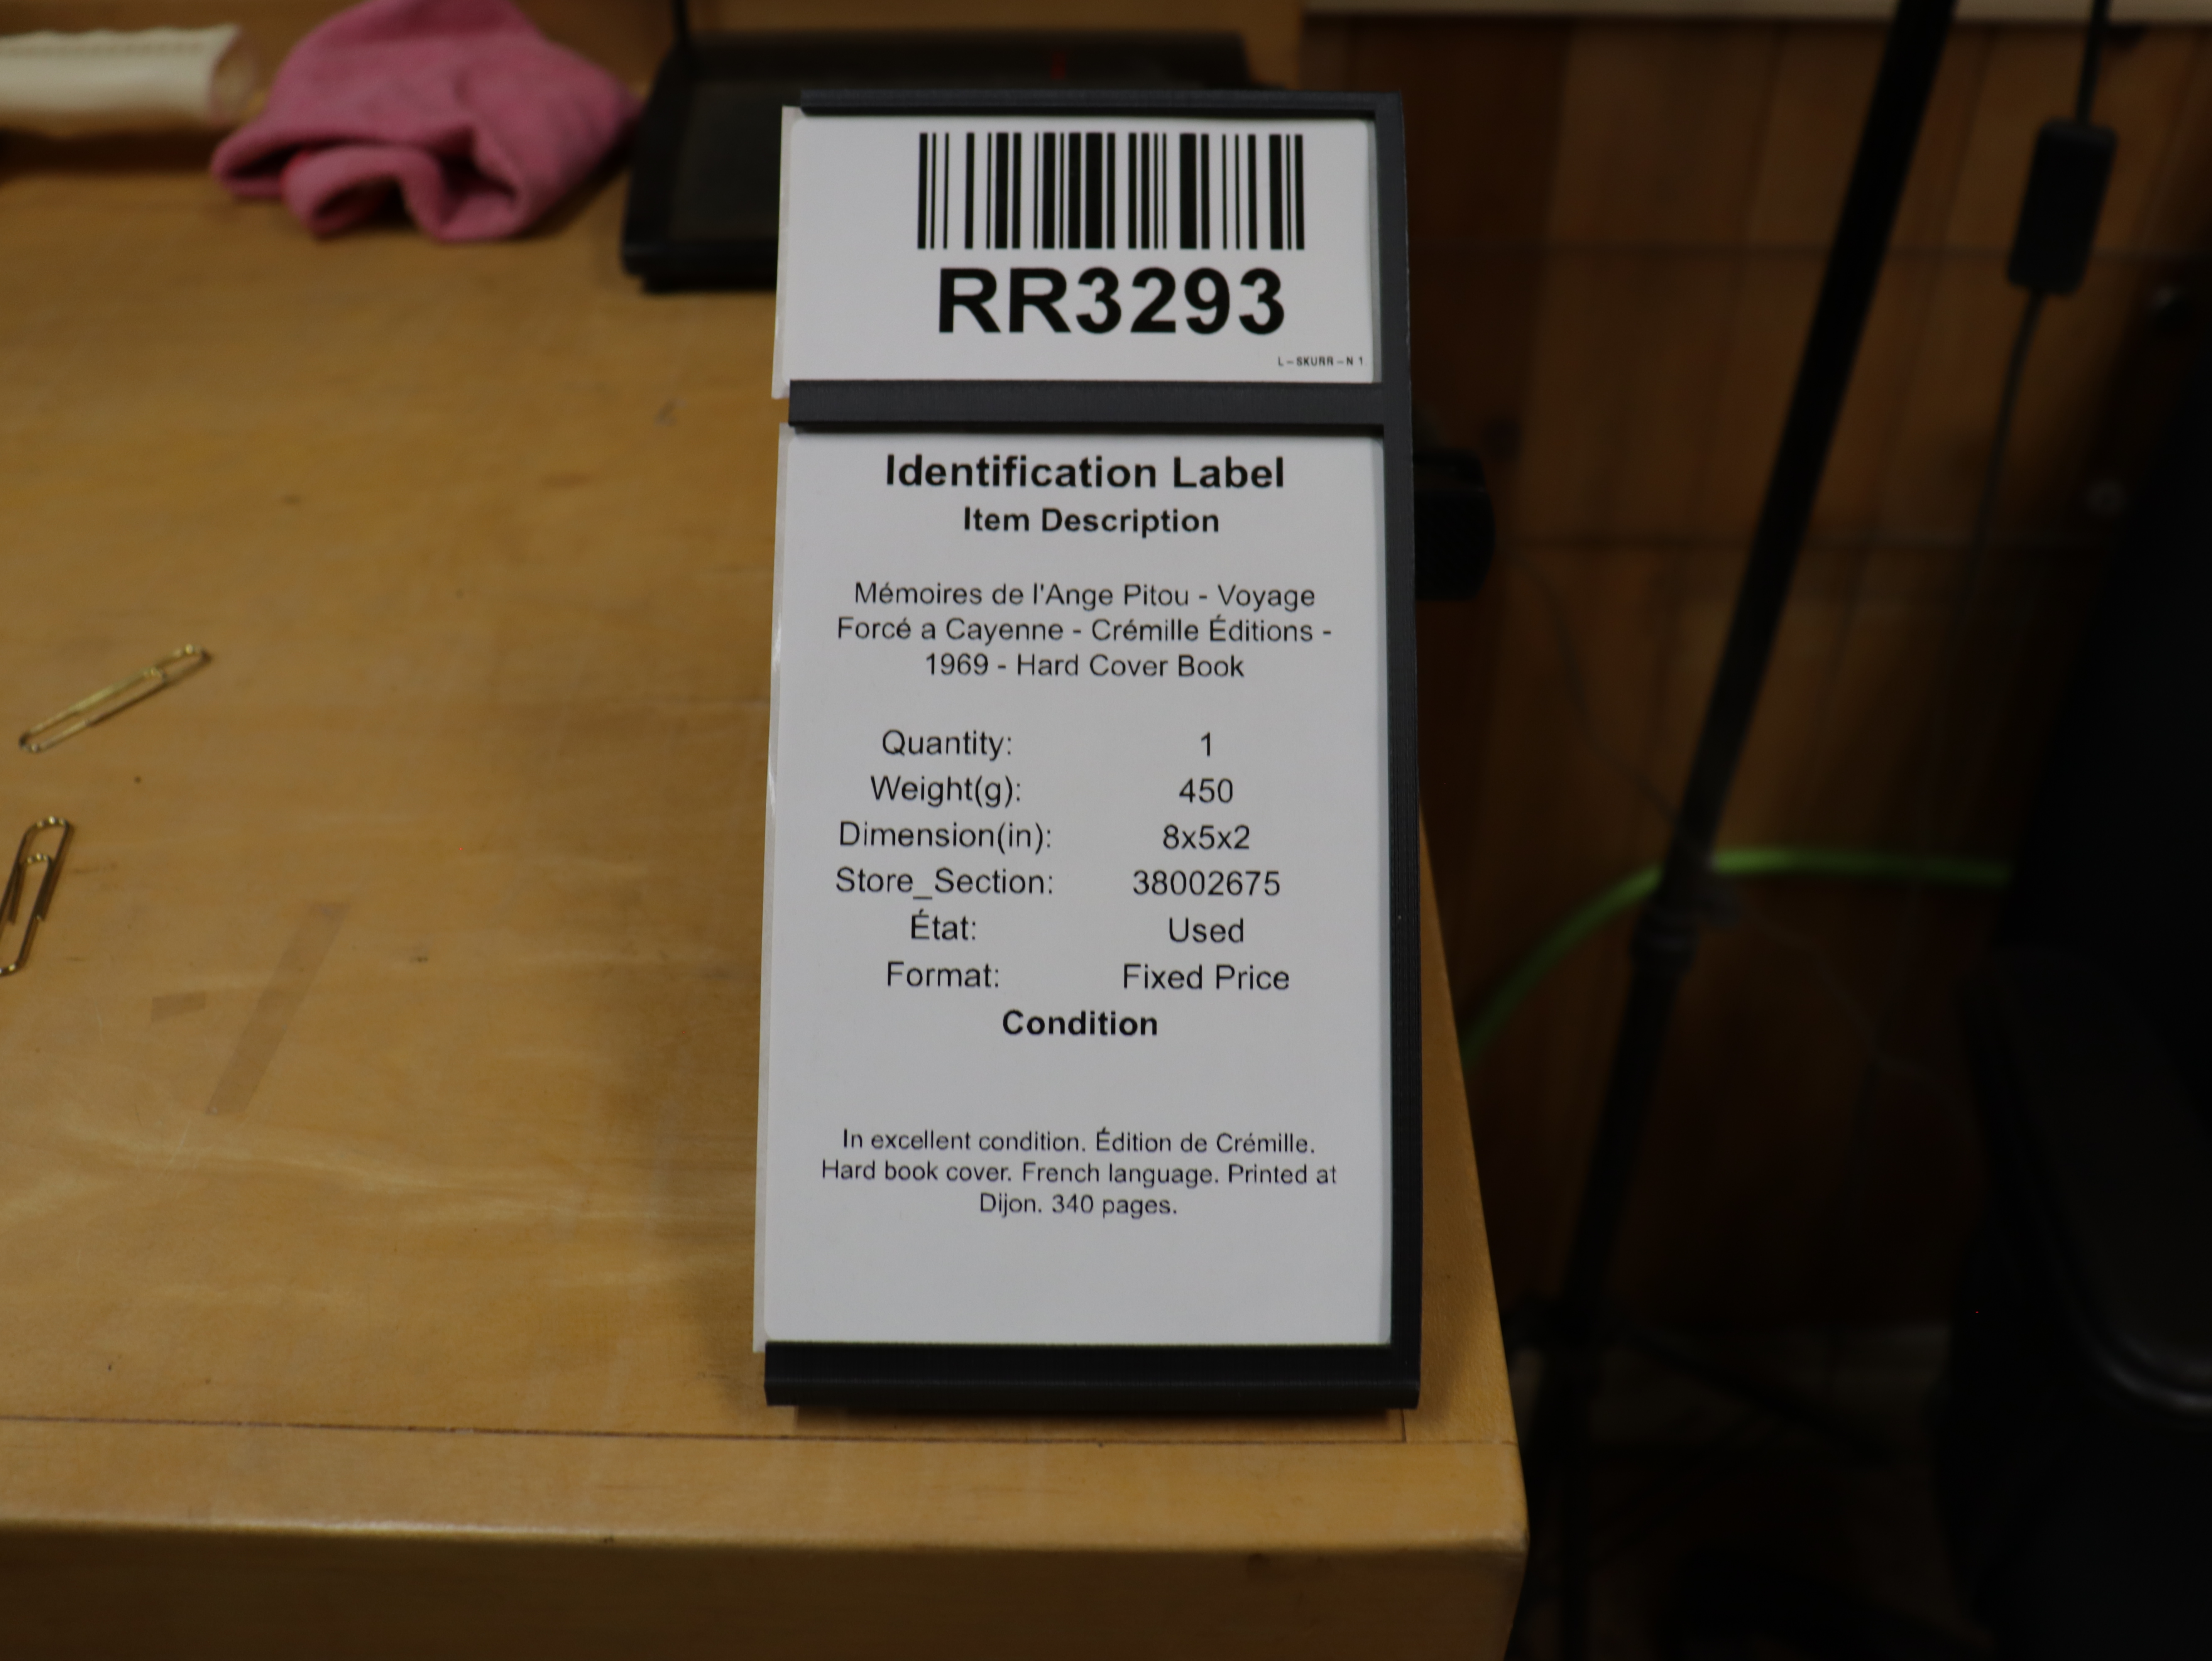 RR3293
L-SKURR-N 1
Identification Label
Item Description
Mémoires de l'Ange Pitou - Voyage
Forcé a Cayenne - Crémille Éditions -
1969 - Hard Cover Book
Quantity: 1
Weight(g): 450
Dimension(in): 8x5x2
Store_Section: 38002675
État: Used
Format: Fixed Price
Condition
In excellent condition. Édition de Crémille.
Hard book cover. French language. Printed at
Dijon. 340 pages.